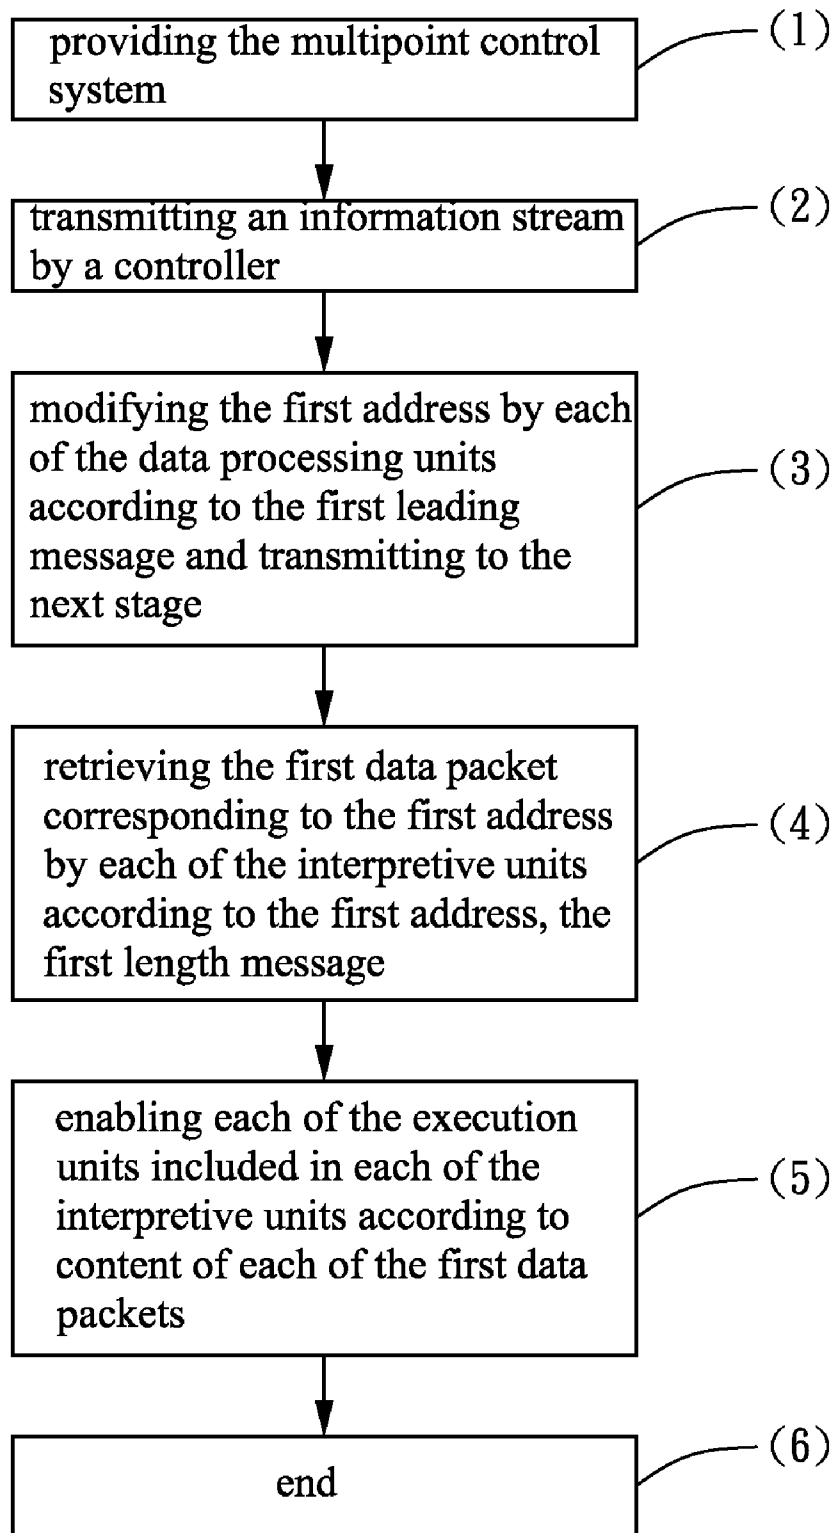 providing the multipoint control
system
(1)
transmitting an information stream
by a controller
(2)
modifying the first address by each
of the data processing units
according to the first leading
message and transmitting to the
next stage
(3)
retrieving the first data packet
corresponding to the first address
by each of the interpretive units
according to the first address, the
first length message
(4)
enabling each of the execution
units included in each of the
interpretive units according to
content of each of the first data
packets
(5)
end
(6)